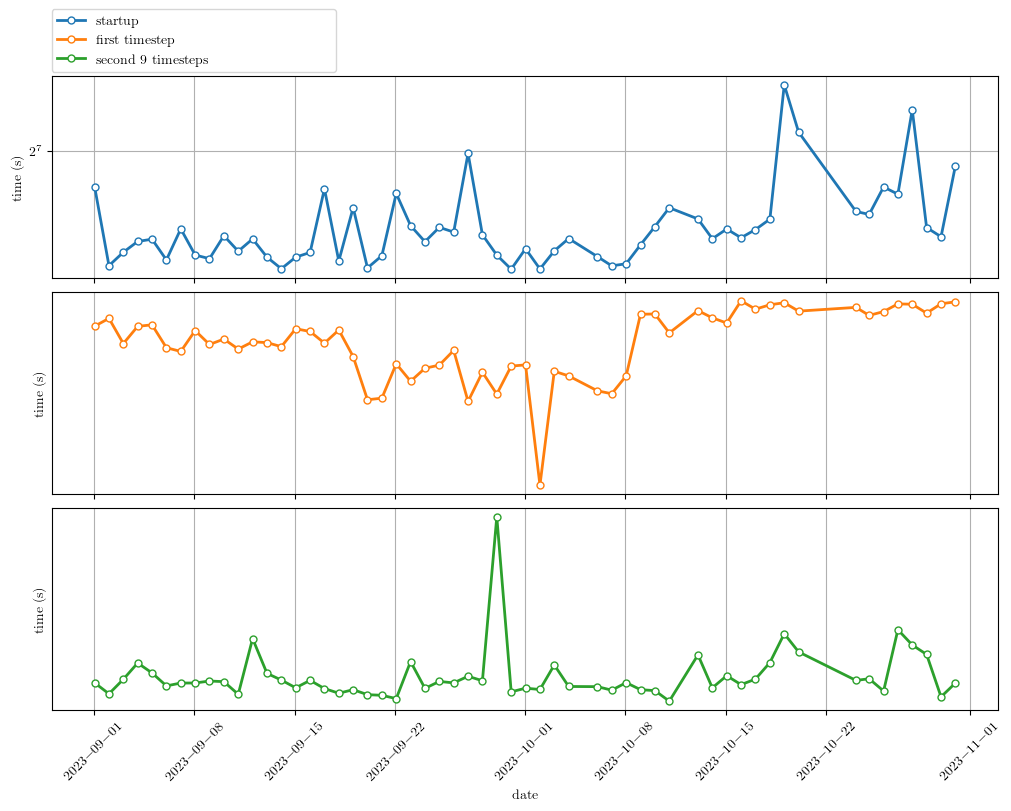 startup
first timestep
second 9 timesteps
time (s)
2^7
time (s)
time (s)
2023−09−01
2023−09−08
2023−09−15
2023−09−22
2023−10−01
2023−10−08
2023−10−15
2023−10−22
2023−11−01
date